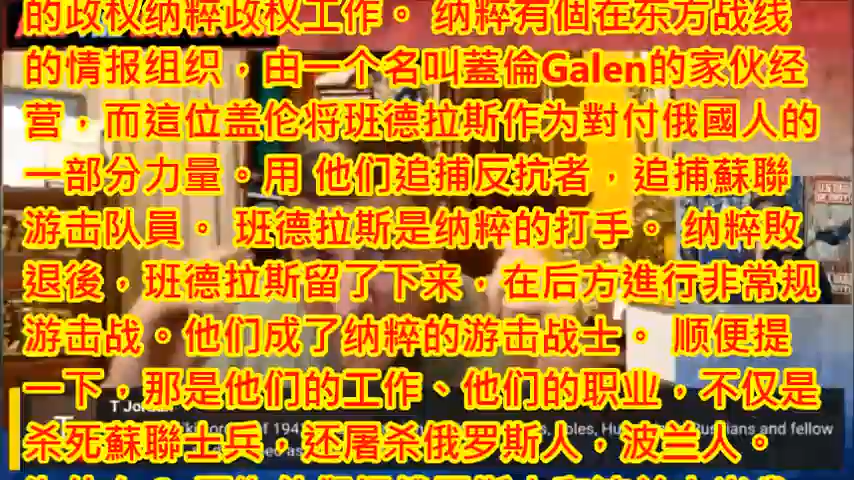 的政权纳粹政权工作。 纳粹有個在东方战线
的情报组织，由一个名叫蓋倫Galen的家伙经
营，而這位盖伦将班德拉斯作为對付俄國人的
一部分力量。用 他们追捕反抗者，追捕蘇聯
游击队員。 班德拉斯是纳粹的打手。 纳粹敗
退後，班德拉斯留了下来，在后方進行非常规
游击战。他们成了纳粹的游击战士。 顺便提
一下，那是他们的工作、他们的职业，不仅是
T Jordan
杀死蘇聯士兵，还屠杀俄罗斯人，波兰人。